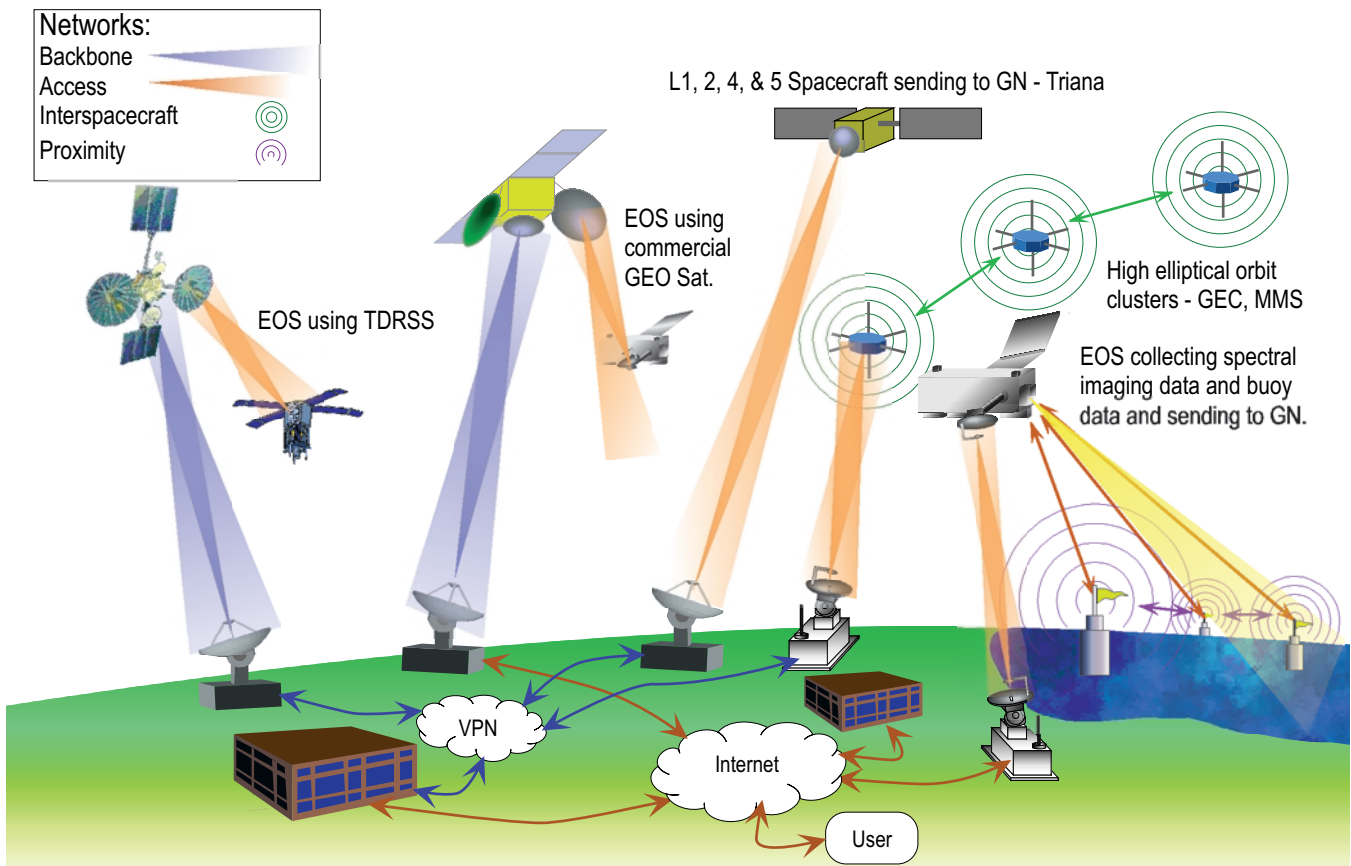 Networks:
Backbone
Access
Interspacecraft
Proximity
L1, 2, 4, & 5 Spacecraft sending to GN - Triana
EOS using
commercial
GEO Sat.
EOS using TDRSS
High elliptical orbit
clusters - GEC, MMS
EOS collecting spectral
imaging data and buoy
data and sending to GN.
VPN
Internet
User